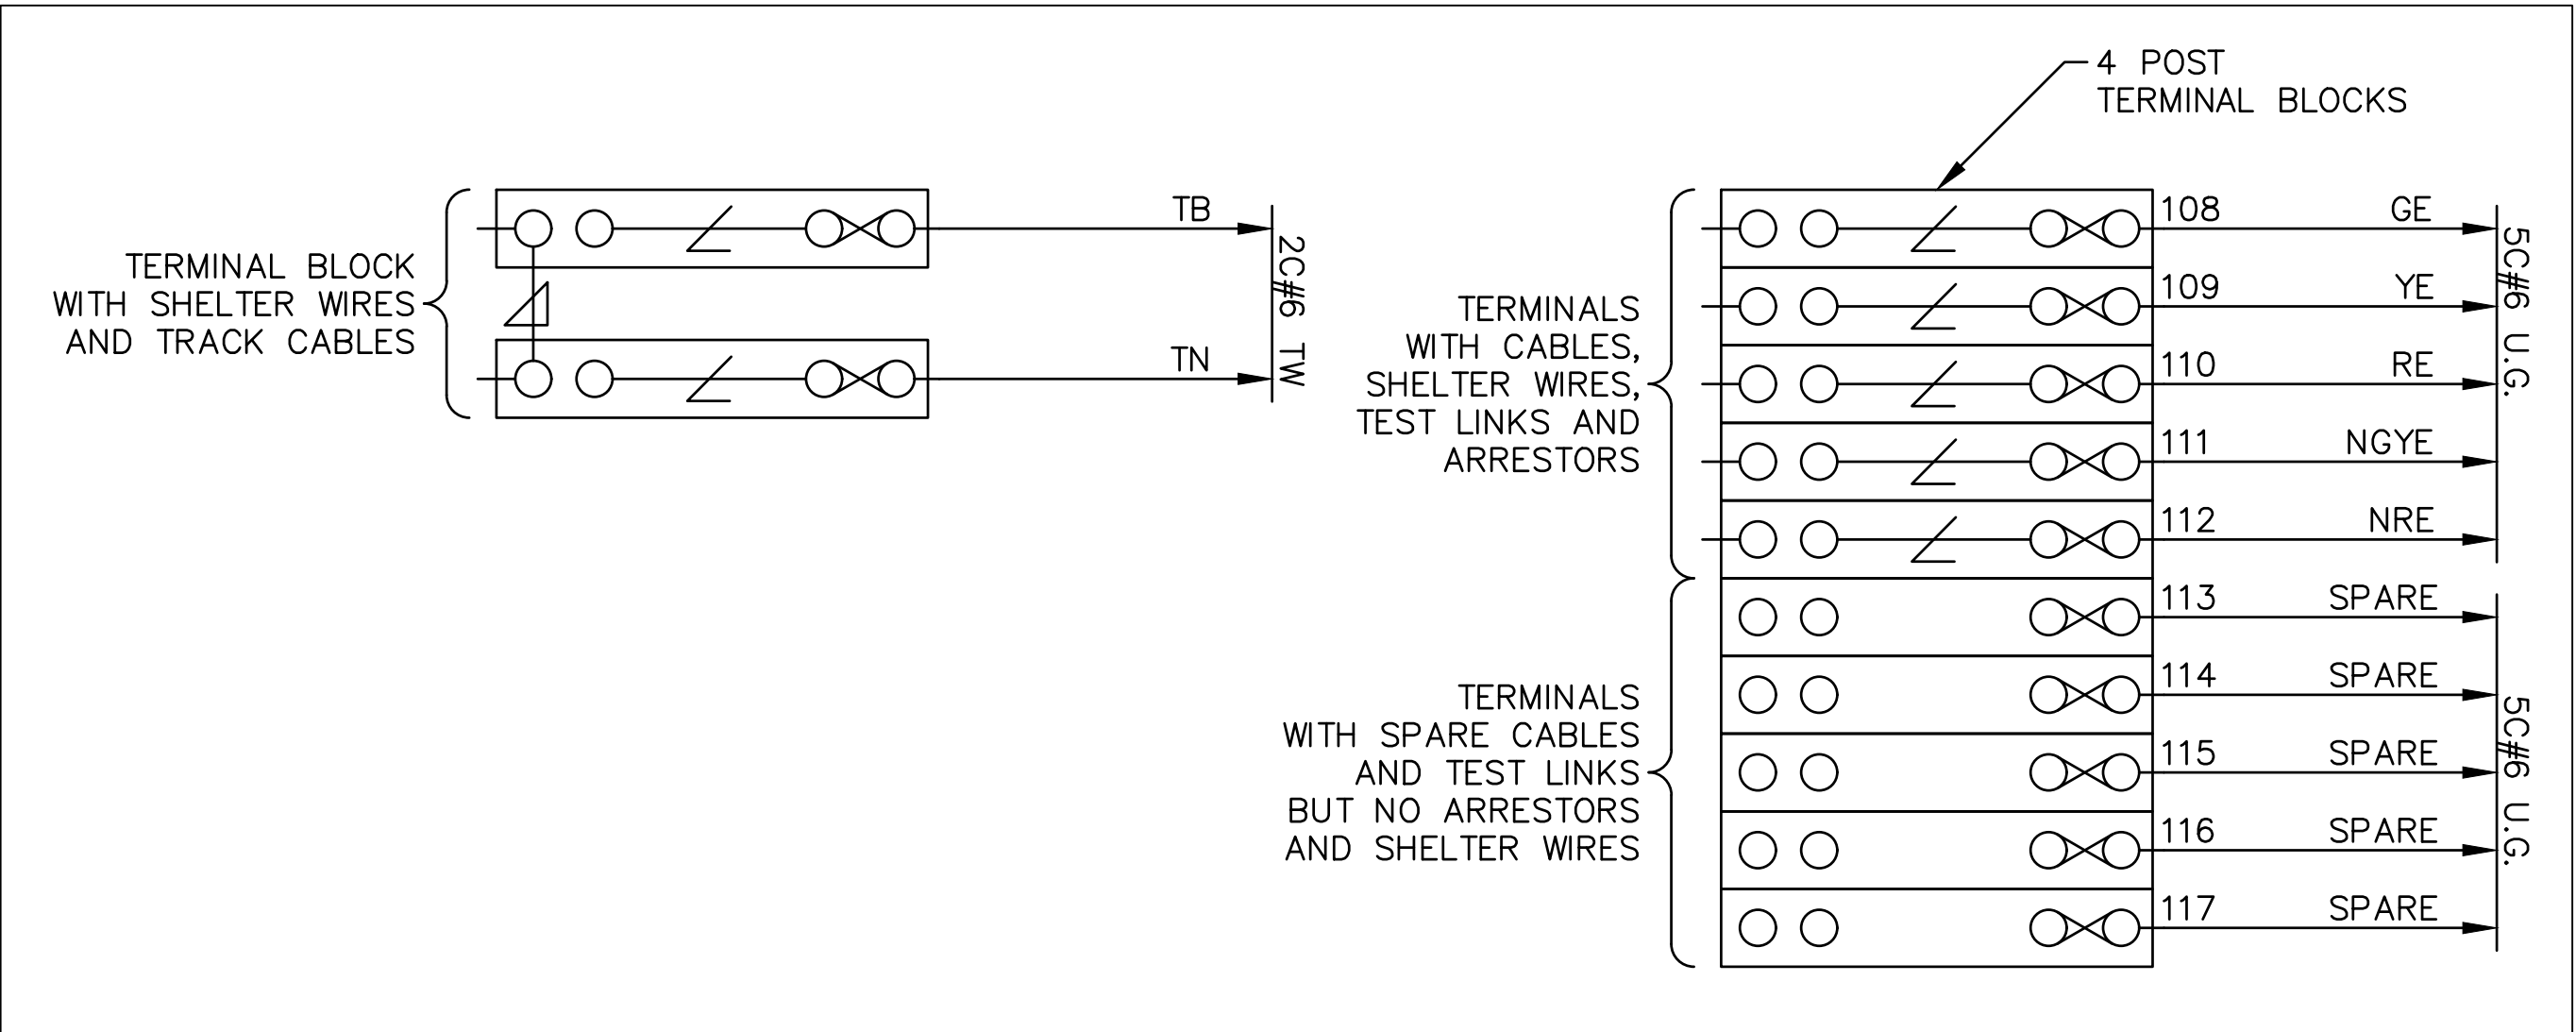 4 POST
TERMINAL BLOCKS
TERMINAL BLOCK
WITH SHELTER WIRES
AND TRACK CABLES
TB
TN
2C#6 TW
TERMINALS
WITH CABLES,
SHELTER WIRES,
TEST LINKS AND
ARRESTORS
108 GE
109 YE
110 RE
111 NGYE
112 NRE
5C#6 U.G.
TERMINALS
WITH SPARE CABLES
AND TEST LINKS
BUT NO ARRESTORS
AND SHELTER WIRES
113 SPARE
114 SPARE
115 SPARE
116 SPARE
117 SPARE
5C#6 U.G.